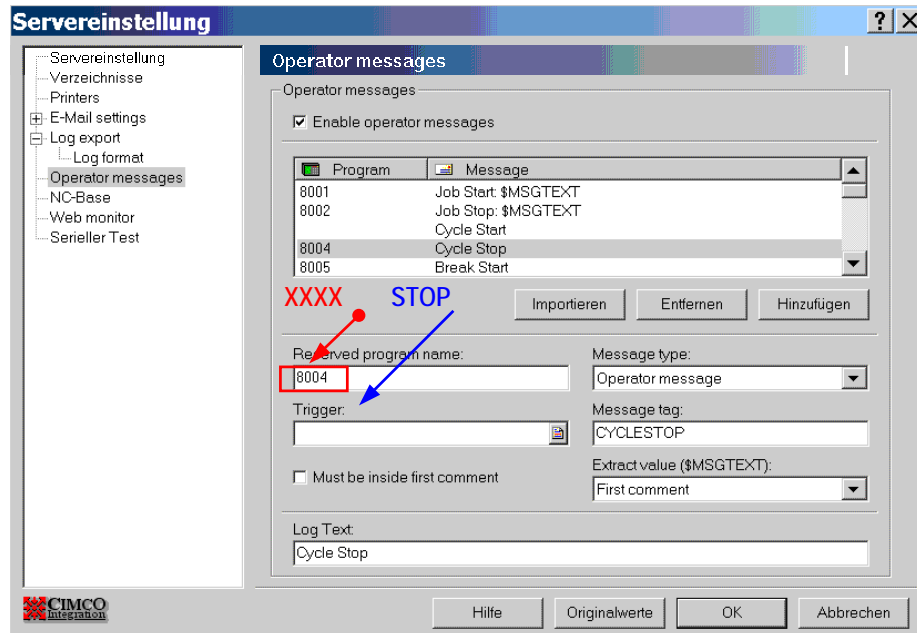 Servereinstellung
Servereinstellung
Verzeichnisse
Printers
E-Mail settings
Log export
Log format
Operator messages
NC-Base
Web monitor
Serieller Test
Operator messages
Operator messages
Enable operator messages
Program Message
8001 Job Start: $MSGTEXT
8002 Job Stop: $MSGTEXT
Cycle Start
8004 Cycle Stop
8005 Break Start
XXXX STOP
Importieren Entfernen Hinzufügen
Reserved program name: Message type:
8004 Operator message
Trigger: Message tag:
CYCLESTOP
Must be inside first comment Extract value ($MSGTEXT):
First comment
Log Text:
Cycle Stop
CIMCO
Integration
Hilfe Originalwerte OK Abbrechen